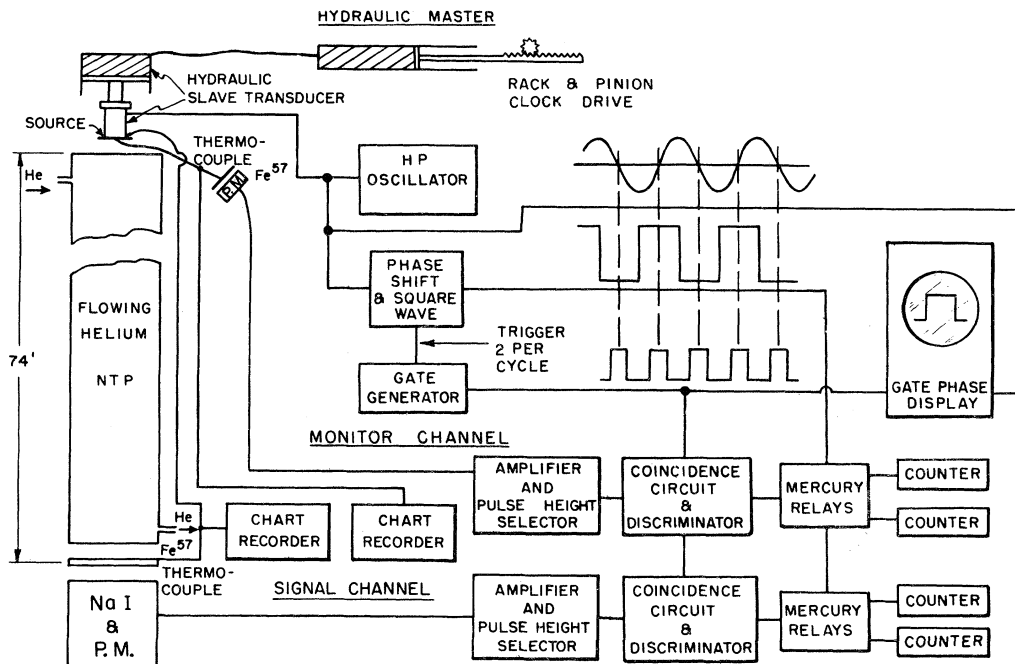 HYDRAULIC MASTER
HYDRAULIC
SLAVE TRANSDUCER
RACK & PINION
CLOCK DRIVE
SOURCE
THERMO-
COUPLE
Fe57
P.M.
He
HP
OSCILLATOR
PHASE
SHIFT
& SQUARE
WAVE
FLOWING
HELIUM
NTP
74'
TRIGGER
2 PER
CYCLE
GATE
GENERATOR
GATE PHASE
DISPLAY
MONITOR CHANNEL
AMPLIFIER
AND
PULSE HEIGHT
SELECTOR
COINCIDENCE
CIRCUIT
&
DISCRIMINATOR
MERCURY
RELAYS
COUNTER
COUNTER
He
CHART
RECORDER
CHART
RECORDER
Fe57
THERMO-
COUPLE
SIGNAL CHANNEL
Na I
&
P.M.
AMPLIFIER
AND
PULSE HEIGHT
SELECTOR
COINCIDENCE
CIRCUIT
&
DISCRIMINATOR
MERCURY
RELAYS
COUNTER
COUNTER